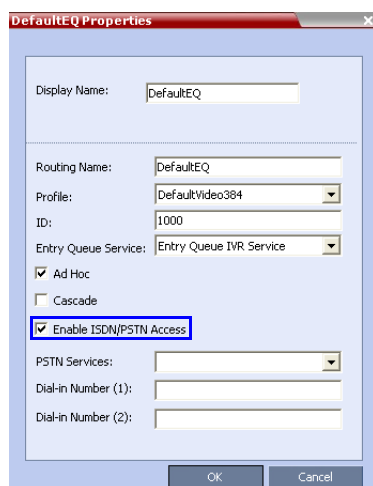 DefaultEQ Properties x
Display Name: DefaultEQ
Routing Name: DefaultEQ
Profile: DefaultVideo384
ID: 1000
Entry Queue Service: Entry Queue IVR Service
Ad Hoc
Cascade
Enable ISDN/PSTN Access
PSTN Services:
Dial-in Number (1):
Dial-in Number (2):
OK Cancel